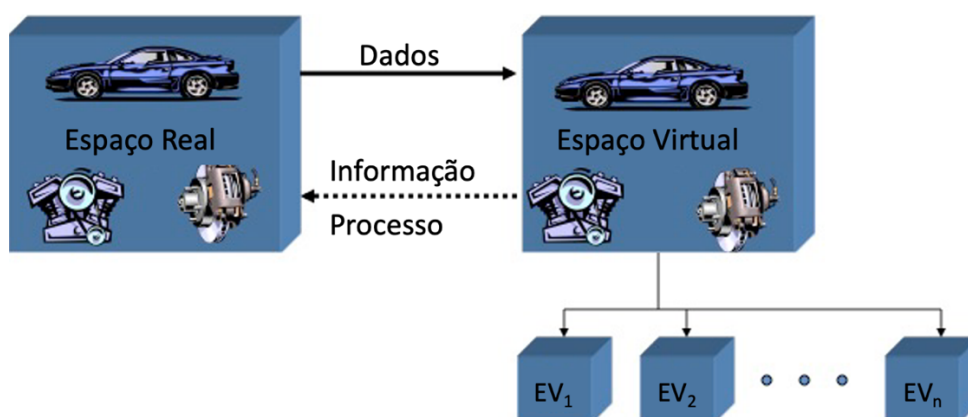 Dados
Espaço Real
Espaço Virtual
Informação
Processo
EV₁
EV₂
EVₙ